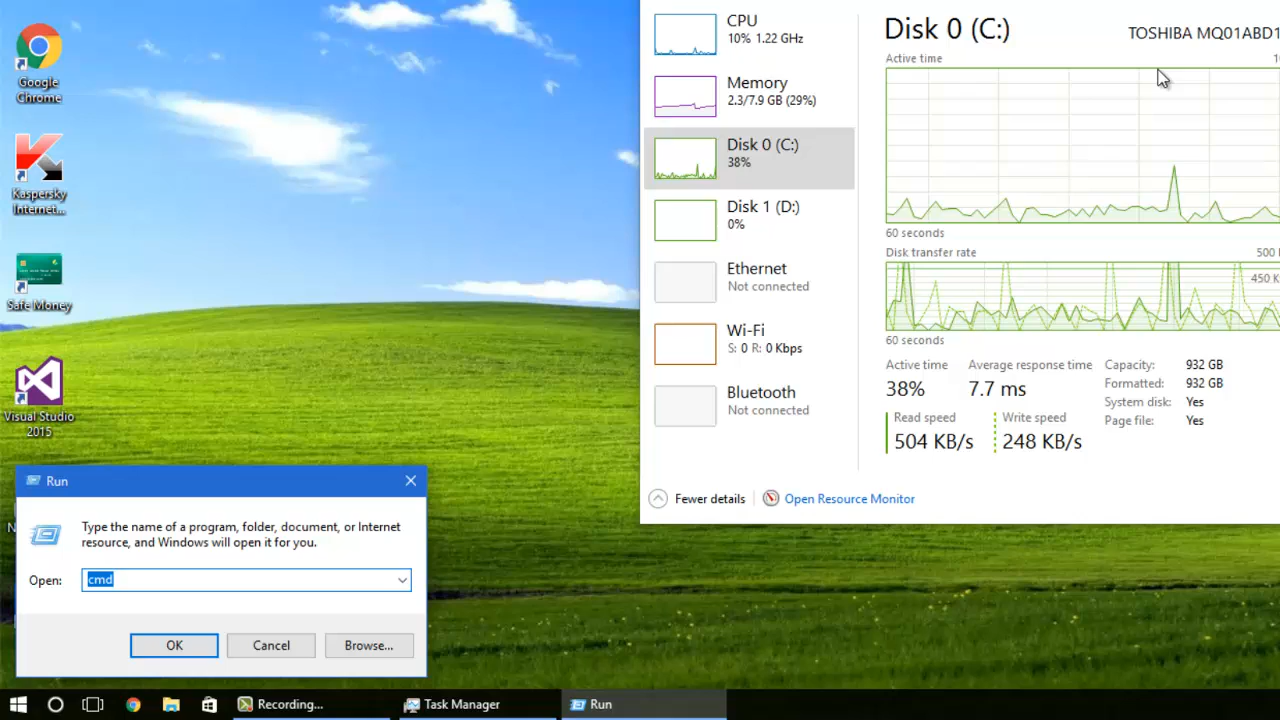 Google
Chrome
Kaspersky
Internet...
Safe Money
Visual Studio
2015
CPU
10% 1.22 GHz
Memory
2.3/7.9 GB (29%)
Disk 0 (C:)
38%
Disk 1 (D:)
0%
Ethernet
Not connected
Wi-Fi
S: 0 R: 0 Kbps
Bluetooth
Not connected
Disk 0 (C:)
TOSHIBA MQ01ABD1
Active time
60 seconds
Disk transfer rate
500
450 K
60 seconds
Active time
38%
Average response time
7.7 ms
Read speed
504 KB/s
Write speed
248 KB/s
Capacity: 932 GB
Formatted: 932 GB
System disk: Yes
Page file: Yes
Fewer details
Open Resource Monitor
Run
Type the name of a program, folder, document, or Internet
resource, and Windows will open it for you.
Open: cmd
OK
Cancel
Browse...
Recording...
Task Manager
Run